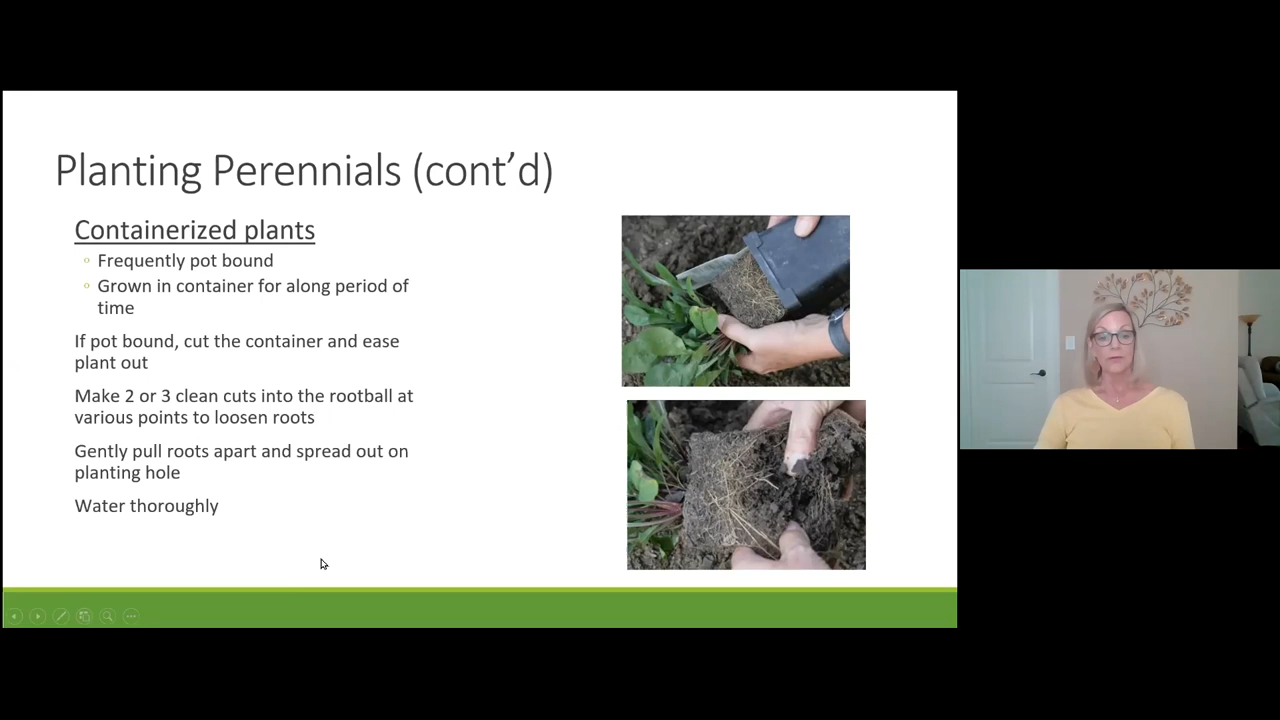 Planting Perennials (cont’d)
Containerized plants
Frequently pot bound
Grown in container for along period of
time
If pot bound, cut the container and ease
plant out
Make 2 or 3 clean cuts into the rootball at
various points to loosen roots
Gently pull roots apart and spread out on
planting hole
Water thoroughly